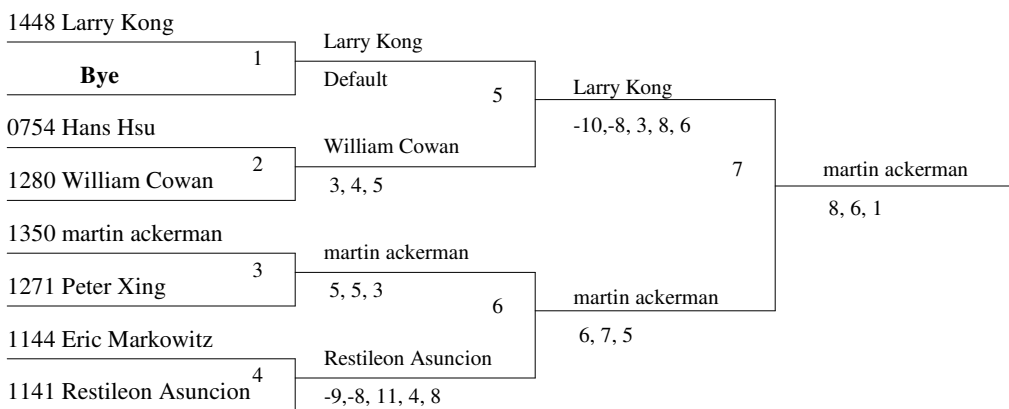 1448 Larry Kong
1
Bye
Larry Kong
Default
0754 Hans Hsu
2
1280 William Cowan
William Cowan
3, 4, 5
5
Larry Kong
-10,-8, 3, 8, 6
1350 martin ackerman
3
1271 Peter Xing
martin ackerman
5, 5, 3
1144 Eric Markowitz
4
1141 Restileon Asuncion
Restileon Asuncion
-9,-8, 11, 4, 8
6
martin ackerman
6, 7, 5
7
martin ackerman
8, 6, 1